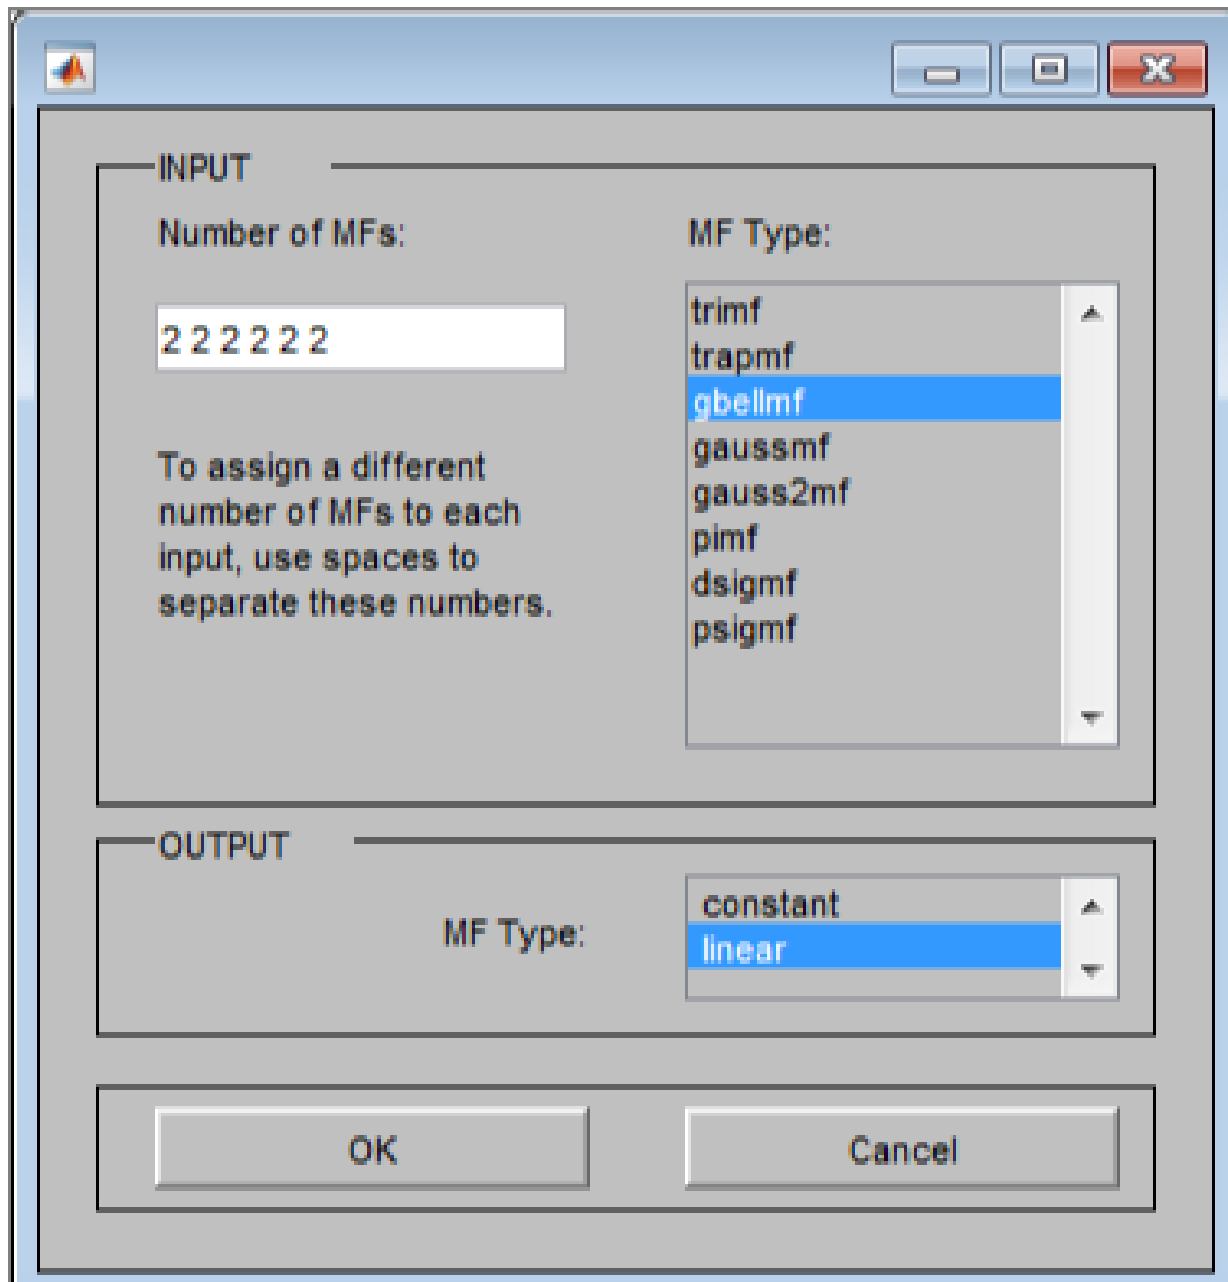 INPUT
Number of MFs:
2 2 2 2 2 2
To assign a different
number of MFs to each
input, use spaces to
separate these numbers.
MF Type:
trimf
trapmf
gbellmf
gaussmf
gauss2mf
pimf
dsigmf
psigmf
OUTPUT
MF Type:
constant
linear
OK
Cancel